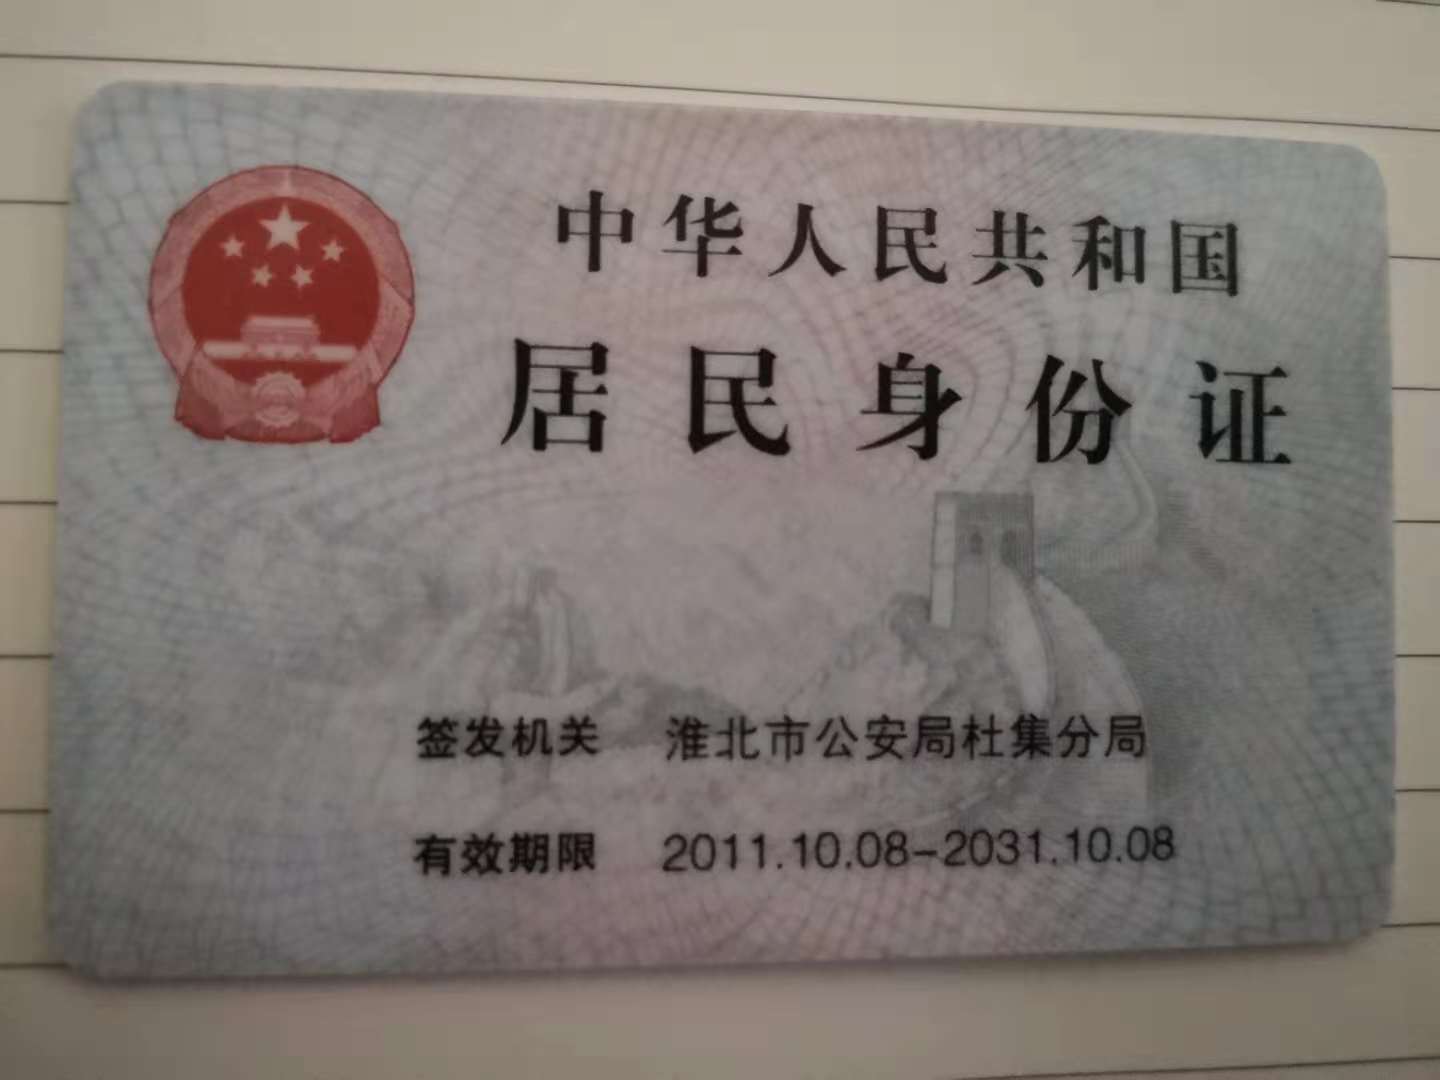 中华人民共和国
居民身份证
签发机关 淮北市公安局杜集分局
有效期限 2011.10.08-2031.10.08